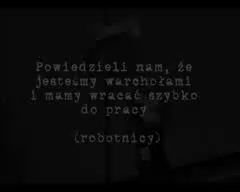 Powiedzieli nam, że
jesteśmy warchołami
i mamy wracać szybko
do pracy
(robotnicy)